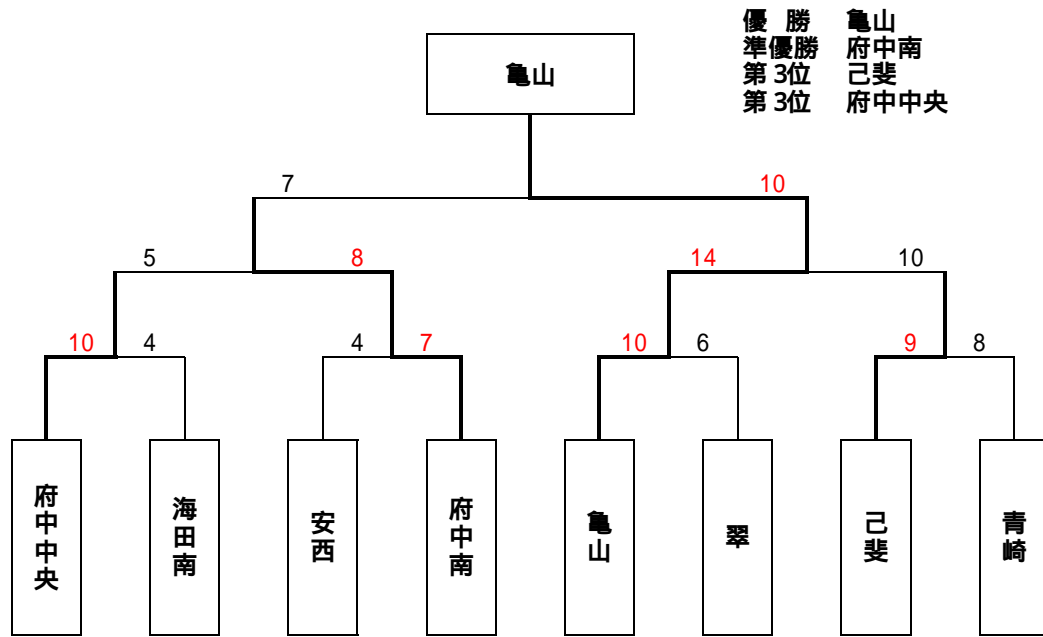 優 勝 亀山
準優勝 府中南
第 3位 己斐
第 3位 府中中央
亀山
7 10
5 8 14 10
10 4 4 7 10 6 9 8
府中中央
海田南
安西
府中南
亀山
翠
己斐
青崎